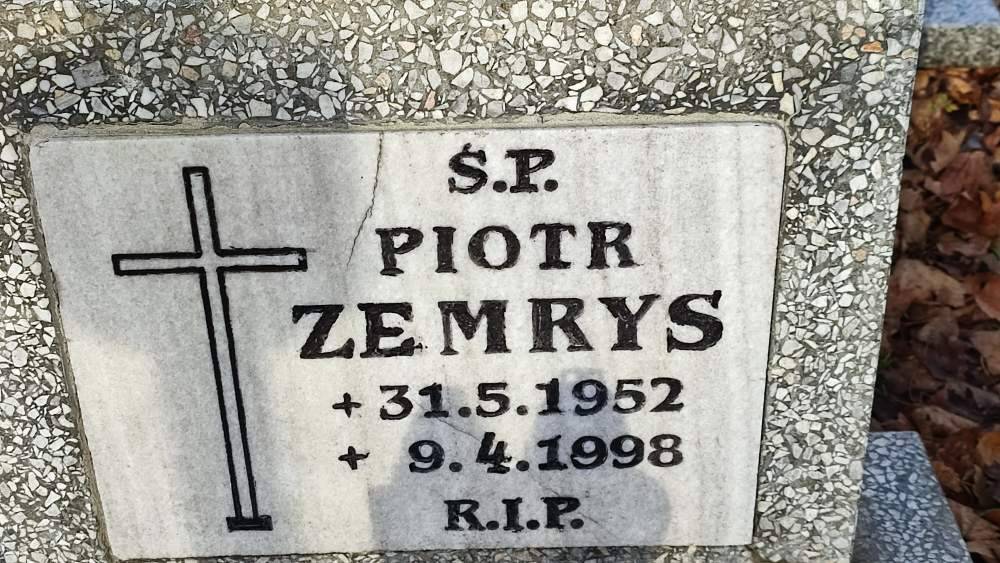 Ś.P.
PIOTR
ZEMRYS
+ 31.5.1952
+ 9.4.1998
R.I.P.